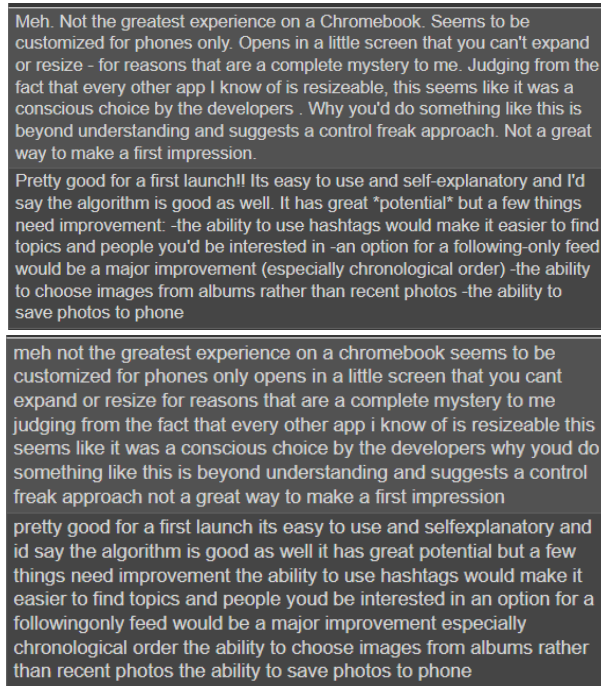 Meh. Not the greatest experience on a Chromebook. Seems to be
customized for phones only. Opens in a little screen that you can't expand
or resize - for reasons that are a complete mystery to me. Judging from the
fact that every other app I know of is resizeable, this seems like it was a
conscious choice by the developers . Why you'd do something like this is
beyond understanding and suggests a control freak approach. Not a great
way to make a first impression.
Pretty good for a first launch!! Its easy to use and self-explanatory and I'd
say the algorithm is good as well. It has great *potential* but a few things
need improvement: -the ability to use hashtags would make it easier to find
topics and people you'd be interested in -an option for a following-only feed
would be a major improvement (especially chronological order) -the ability
to choose images from albums rather than recent photos -the ability to
save photos to phone
meh not the greatest experience on a chromebook seems to be
customized for phones only opens in a little screen that you cant
expand or resize for reasons that are a complete mystery to me
judging from the fact that every other app i know of is resizeable this
seems like it was a conscious choice by the developers why youd do
something like this is beyond understanding and suggests a control
freak approach not a great way to make a first impression
pretty good for a first launch its easy to use and selfexplanatory and
id say the algorithm is good as well it has great potential but a few
things need improvement the ability to use hashtags would make it
easier to find topics and people youd be interested in an option for a
followingonly feed would be a major improvement especially
chronological order the ability to choose images from albums rather
than recent photos the ability to save photos to phone